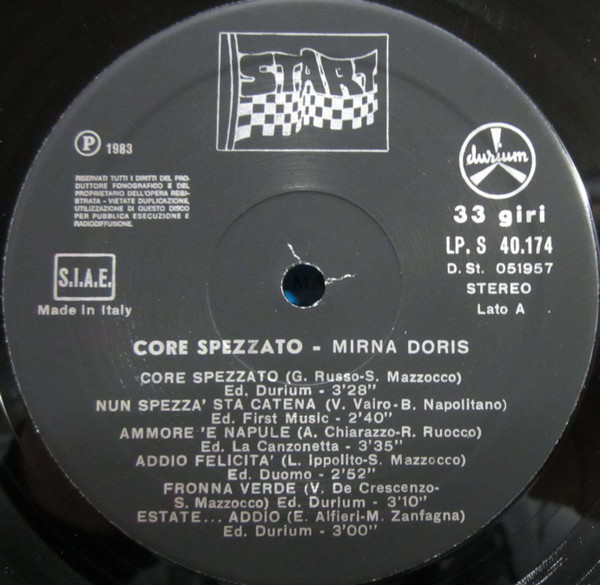 START
Ⓟ 1983
RISERVATI TUTTI I DIRITTI DEL PRO-
DUTTORE FONOGRAFICO E DEL
PROPRIETARIO DELL'OPERA REGI-
STRATA - VIETATE DUPLICAZIONE,
UTILIZZAZIONE DI QUESTO DISCO
PER PUBBLICA ESECUZIONE E
RADIODIFFUSIONE.
S.I.A.E.
Made in Italy
durium
33 giri
LP. S 40.174
D. St. 051957
STEREO
Lato A
CORE SPEZZATO - MIRNA DORIS
CORE SPEZZATO (G. Russo-S. Mazzocco)
Ed. Durium - 3'28"
NUN SPEZZA' STA CATENA (V. Vairo-B. Napolitano)
Ed. First Music - 2'40"
AMMORE 'E NAPULE (A. Chiarazzo-R. Ruocco)
Ed. La Canzonetta - 3'35"
ADDIO FELICITA' (L. Ippolito-S. Mazzocco)
Ed. Duomo - 2'52"
FRONNA VERDE (V. De Crescenzo-
S. Mazzocco) Ed. Durium - 3'10"
ESTATE... ADDIO (E. Alfieri-M. Zanfagna)
Ed. Durium - 3'00"